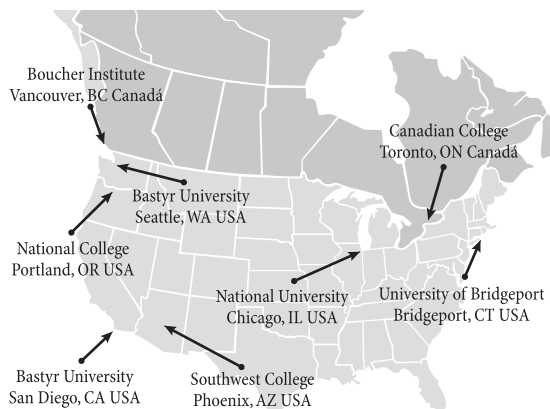 Boucher Institute
Vancouver, BC Canadá
Canadian College
Toronto, ON Canadá
Bastyr University
Seattle, WA USA
National College
Portland, OR USA
National University
Chicago, IL USA
University of Bridgeport
Bridgeport, CT USA
Bastyr University
San Diego, CA USA
Southwest College
Phoenix, AZ USA